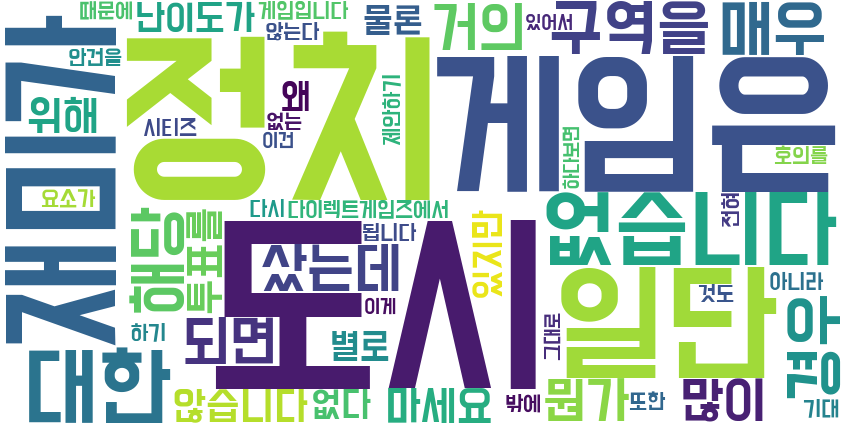 때문에
난이도가
게임입니다
않는다
물론
거의
있어서
구역을
매우
안건을
재미가
정치
게임은
위해
시티즈
왜
없는
이건
제안하기
하다보면
호의를
요소가
해당
투표를
다시
다이렉트게임즈에서
됩니다
있지만
없습니다
전혀
도시
샀는데
이게
일단
아니라
것도
경우
하기
대한
되면
별로
그대로
기대
않습니다
없다
마세요
밖에
뭔가
또한
많이